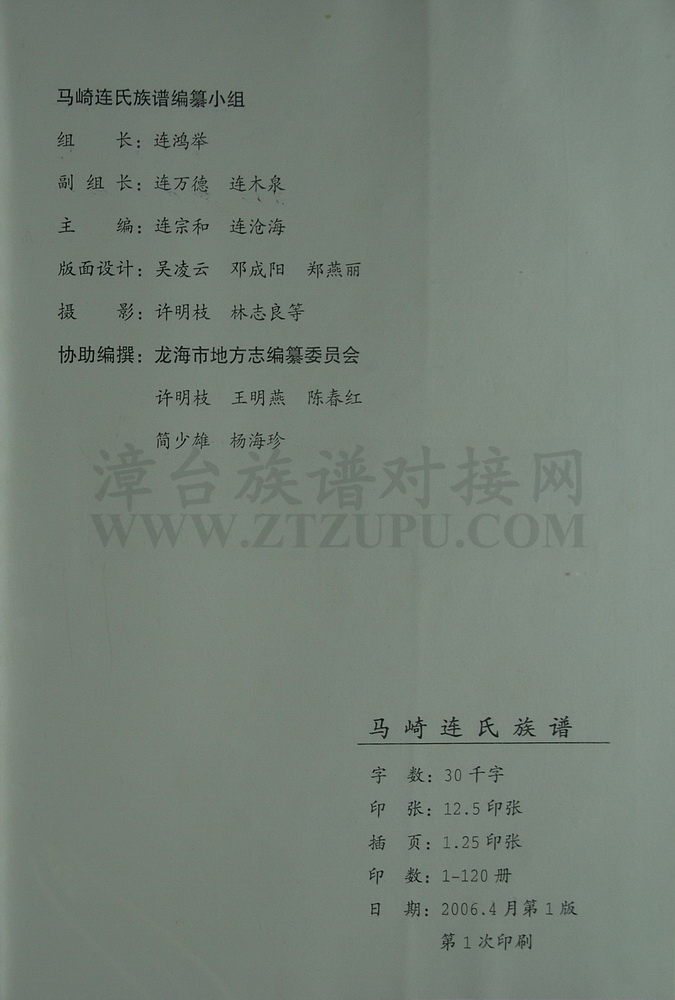 马崎连氏族谱编纂小组
组 长：连鸿举
副 组 长：连万德 连木泉
主 编：连宗和 连沧海
版面设计：吴凌云 邓成阳 郑燕丽
摄 影：许明枝 林志良等
协助编撰：龙海市地方志编纂委员会
许明枝 王明燕 陈春红
简少雄 杨海珍
漳台族谱对接网
WWW.ZTZUPU.COM
马崎连氏族谱
字 数：30千字
印 张：12.5印张
插 页：1.25印张
印 数：1-120册
日 期：2006.4月第1版
第1次印刷